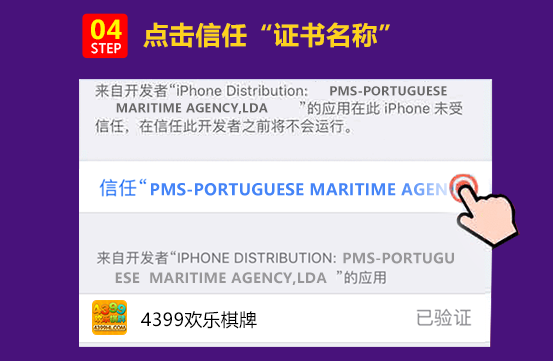 04
STEP
点击信任“证书名称”
来自开发者“iPhone Distribution: PMS-PORTUGUESE
MARITIME AGENCY,LDA ”的应用在此 iPhone 未受
信任，在信任此开发者之前将不会运行。
信任“PMS-PORTUGUESE MARITIME AGEN
来自开发者“IPHONE DISTRIBUTION: PMS-PORTUGU
ESE MARITIME AGENCY,LDA ”的应用
4399
4399HL.COM
4399欢乐棋牌
已验证